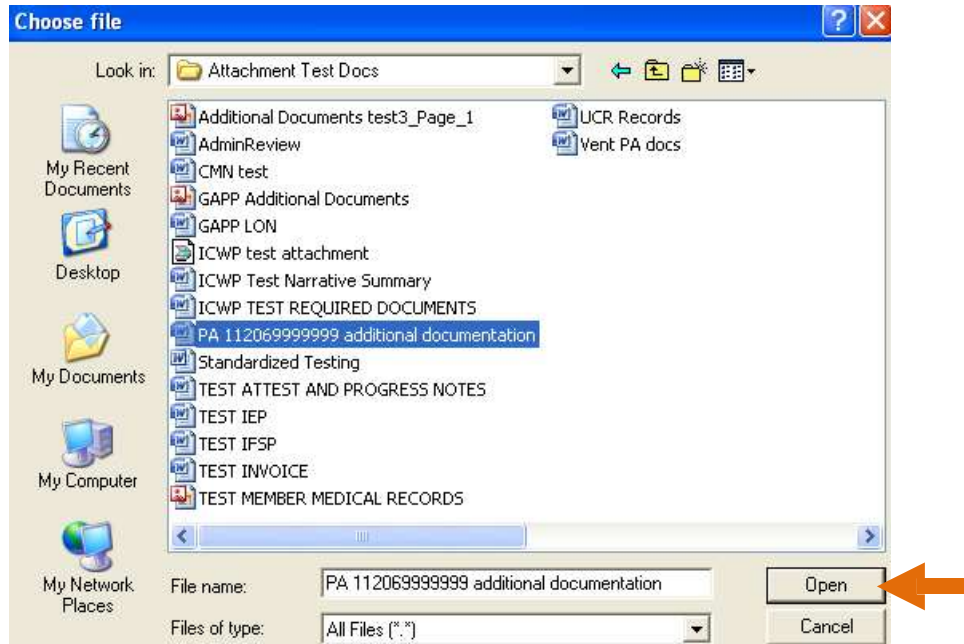 Choose file
Look in:
Attachment Test Docs
My Recent
Documents
Desktop
My Documents
My Computer
My Network
Places
Additional Documents test3_Page_1
AdminReview
CMN test
GAPP Additional Documents
GAPP LON
ICWP test attachment
ICWP Test Narrative Summary
ICWP TEST REQUIRED DOCUMENTS
PA 112069999999 additional documentation
Standardized Testing
TEST ATTEST AND PROGRESS NOTES
TEST IEP
TEST IFSP
TEST INVOICE
TEST MEMBER MEDICAL RECORDS
UCR Records
Vent PA docs
File name:
PA 112069999999 additional documentation
Open
Files of type:
All Files (*.*)
Cancel